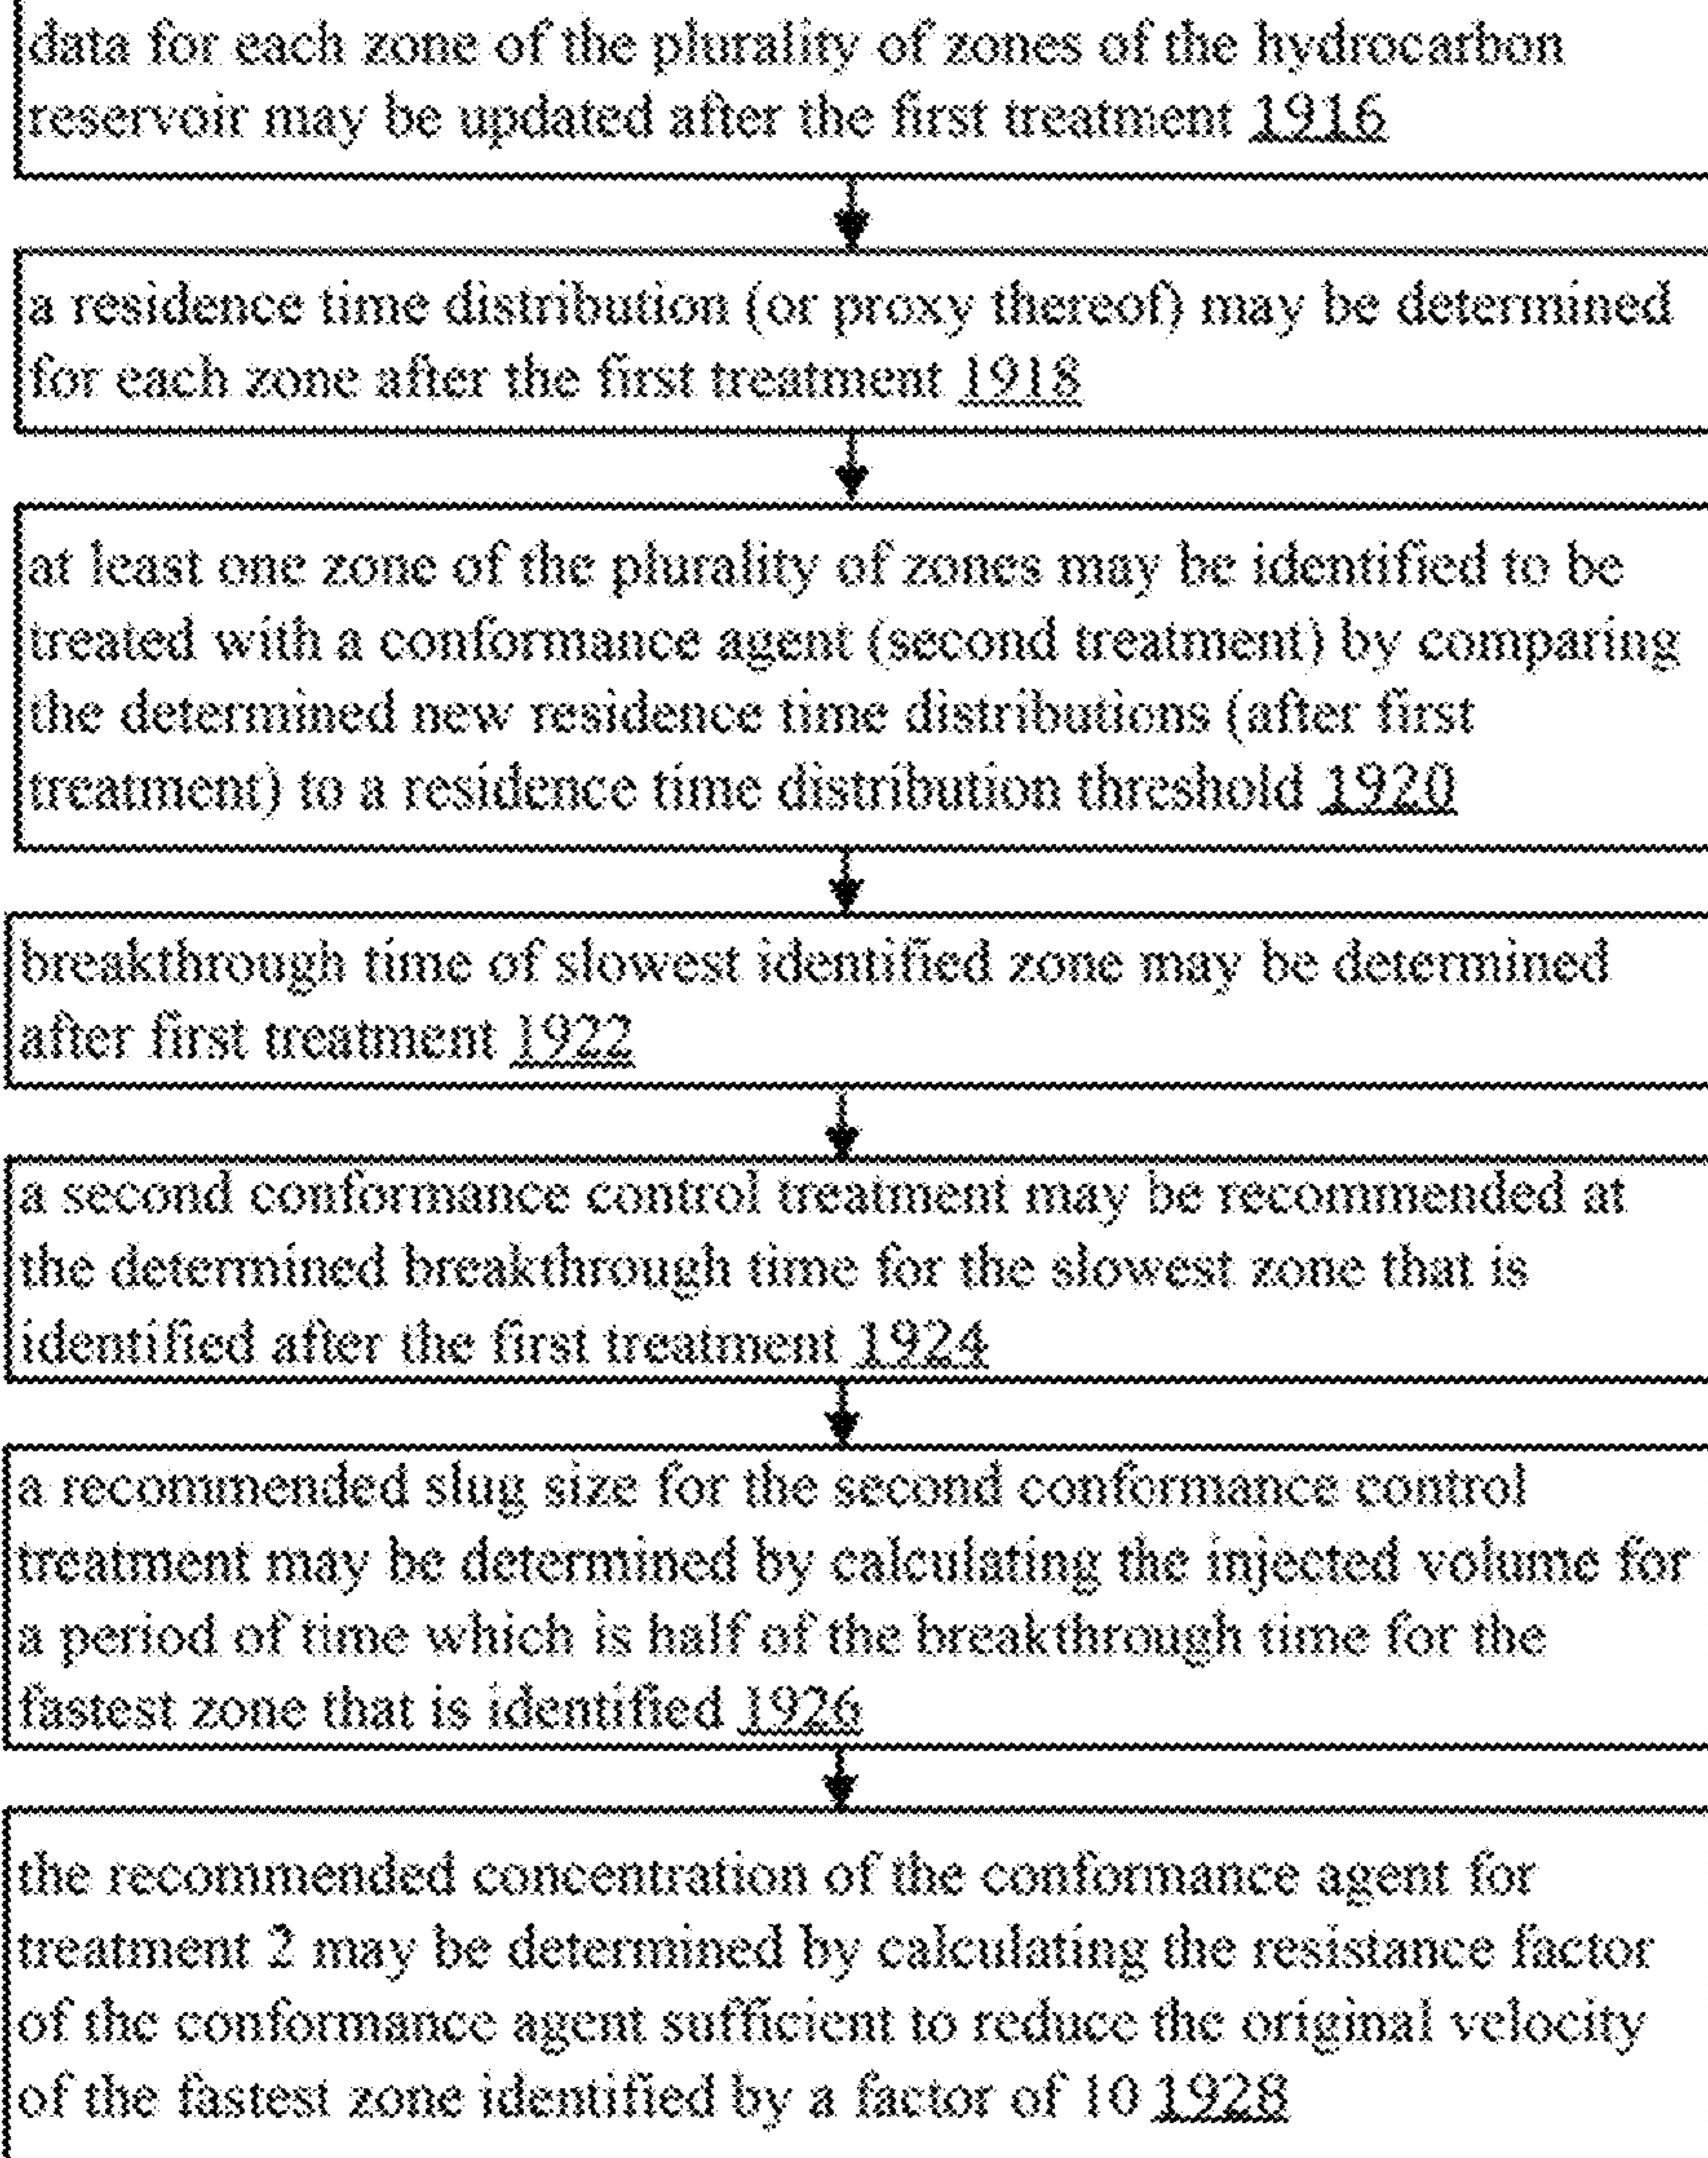 data for each zone of the plurality of zones of the hydrocarbon
reservoir may be updated after the first treatment 1916
a residence time distribution (or proxy thereof) may be determined
for each zone after the first treatment 1918
at least one zone of the plurality of zones may be identified to be
treated with a conformance agent (second treatment) by comparing
the determined new residence time distributions (after first
treatment) to a residence time distribution threshold 1920
breakthrough time of slowest identified zone may be determined
after first treatment 1922
a second conformance control treatment may be recommended at
the determined breakthrough time for the slowest zone that is
identified after the first treatment 1924
a recommended slug size for the second conformance control
treatment may be determined by calculating the injected volume for
a period of time which is half of the breakthrough time for the
fastest zone that is identified 1926
the recommended concentration of the conformance agent for
treatment 2 may be determined by calculating the resistance factor
of the conformance agent sufficient to reduce the original velocity
of the fastest zone identified by a factor of 10 1928